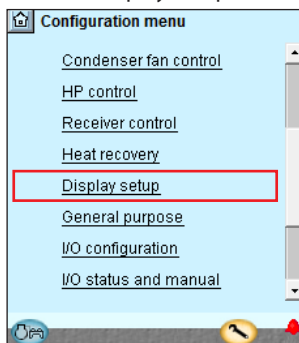 Configuration menu
Condenser fan control
HP control
Receiver control
Heat recovery
Display setup
General purpose
I/O configuration
I/O status and manual